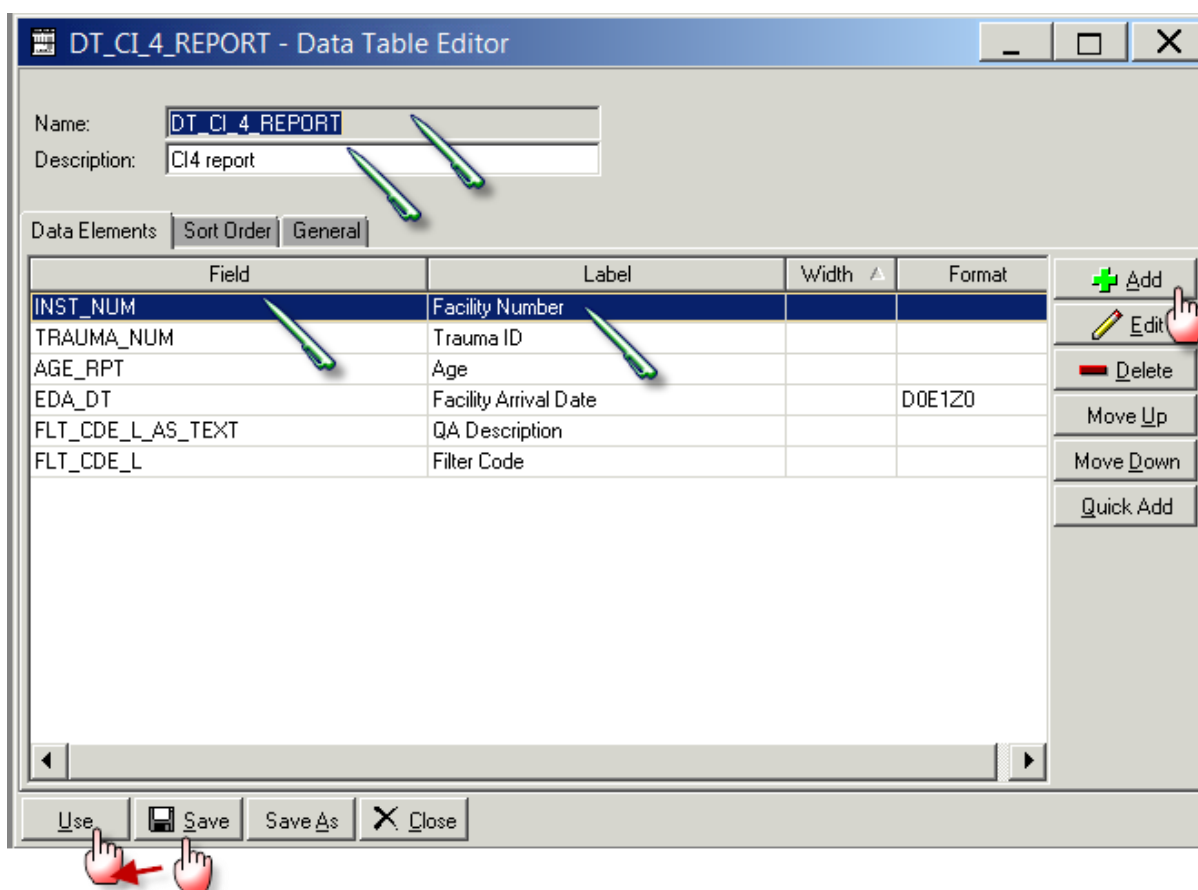 DT_CI_4_REPORT - Data Table Editor
Name: DT_CI_4_REPORT
Description: CI4 report
Data Elements Sort Order General
Field Label Width Format
INST_NUM Facility Number
TRAUMA_NUM Trauma ID
AGE_RPT Age
EDA_DT Facility Arrival Date D0E1Z0
FLT_CDE_L_AS_TEXT QA Description
FLT_CDE_L Filter Code
Add
Edit
Delete
Move Up
Move Down
Quick Add
Use Save Save As Close